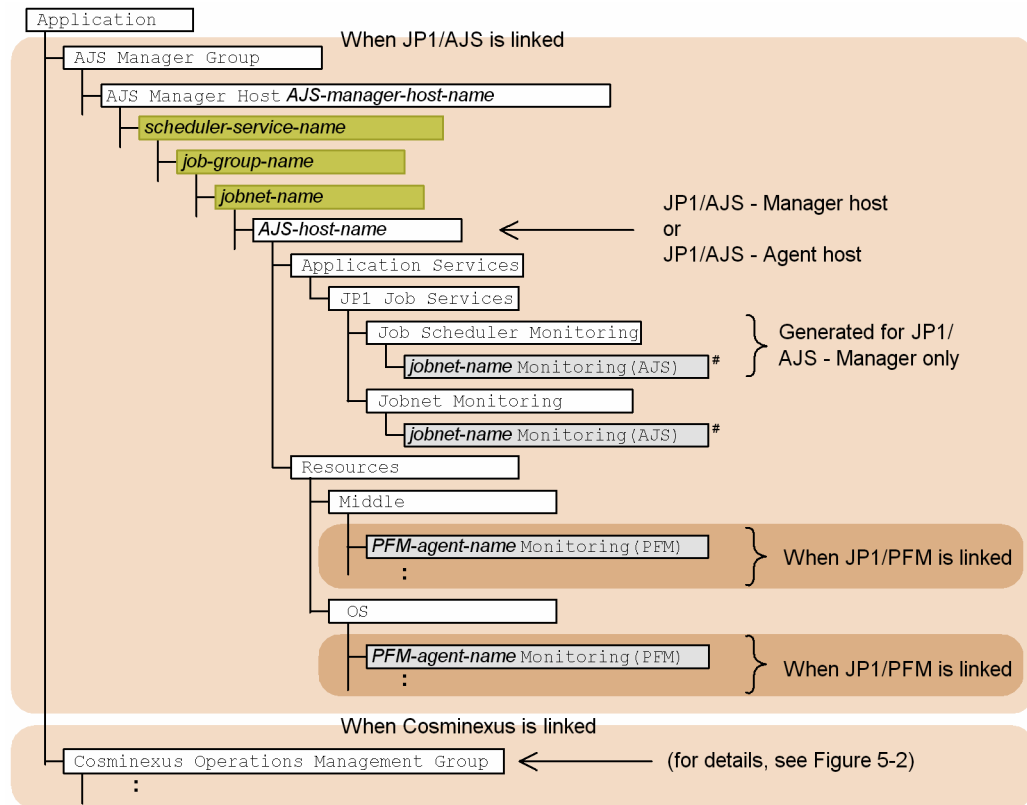 Application
When JP1/AJS is linked
AJS Manager Group
AJS Manager Host AJS-manager-host-name
scheduler-service-name
job-group-name
jobnet-name
AJS-host-name
JP1/AJS - Manager host
or
JP1/AJS - Agent host
Application Services
JP1 Job Services
Job Scheduler Monitoring
jobnet-name Monitoring(AJS) #
Generated for JP1/
AJS - Manager only
Jobnet Monitoring
jobnet-name Monitoring(AJS) #
Resources
Middle
PFM-agent-name Monitoring(PFM)
:
When JP1/PFM is linked
OS
PFM-agent-name Monitoring(PFM)
:
When JP1/PFM is linked
When Cosminexus is linked
Cosminexus Operations Management Group
(for details, see Figure 5-2)
: